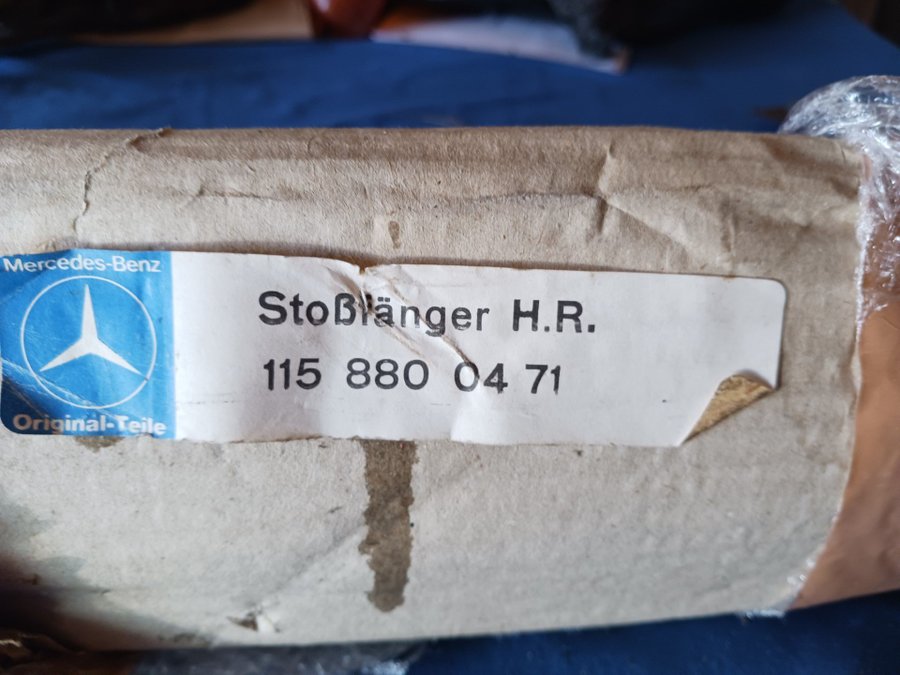 Mercedes-Benz
Original-Teile
Stoßfänger H.R.
115 880 04 71